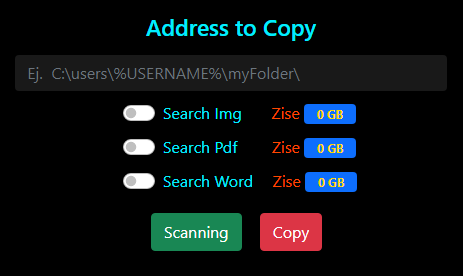 Address to Copy
Ej. C:\users\%USERNAME%\myFolder\
Search Img Zise 0 GB
Search Pdf Zise 0 GB
Search Word Zise 0 GB
Scanning Copy